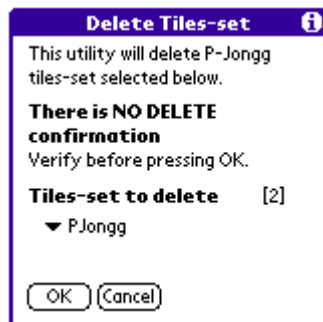 Delete Tiles-set i
This utility will delete P-Jongg
tiles-set selected below.
There is NO DELETE
confirmation
Verify before pressing OK.
Tiles-set to delete [2]
PJongg
OK Cancel